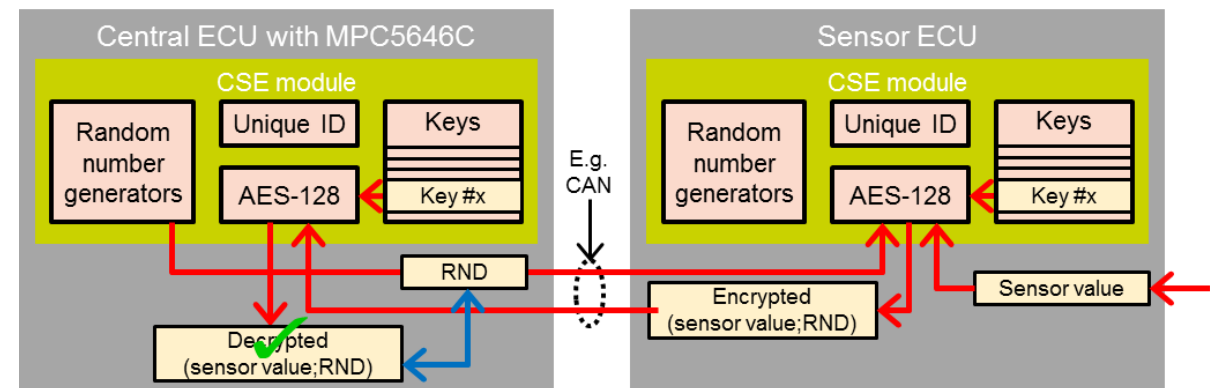 Central ECU with MPC5646C
CSE module
Random
number
generators
Unique ID
AES-128
Keys
Key #x
RND
Decrypted
(sensor value;RND)
E.g.
CAN
Sensor ECU
CSE module
Random
number
generators
Unique ID
AES-128
Keys
Key #x
Sensor value
Encrypted
(sensor value;RND)